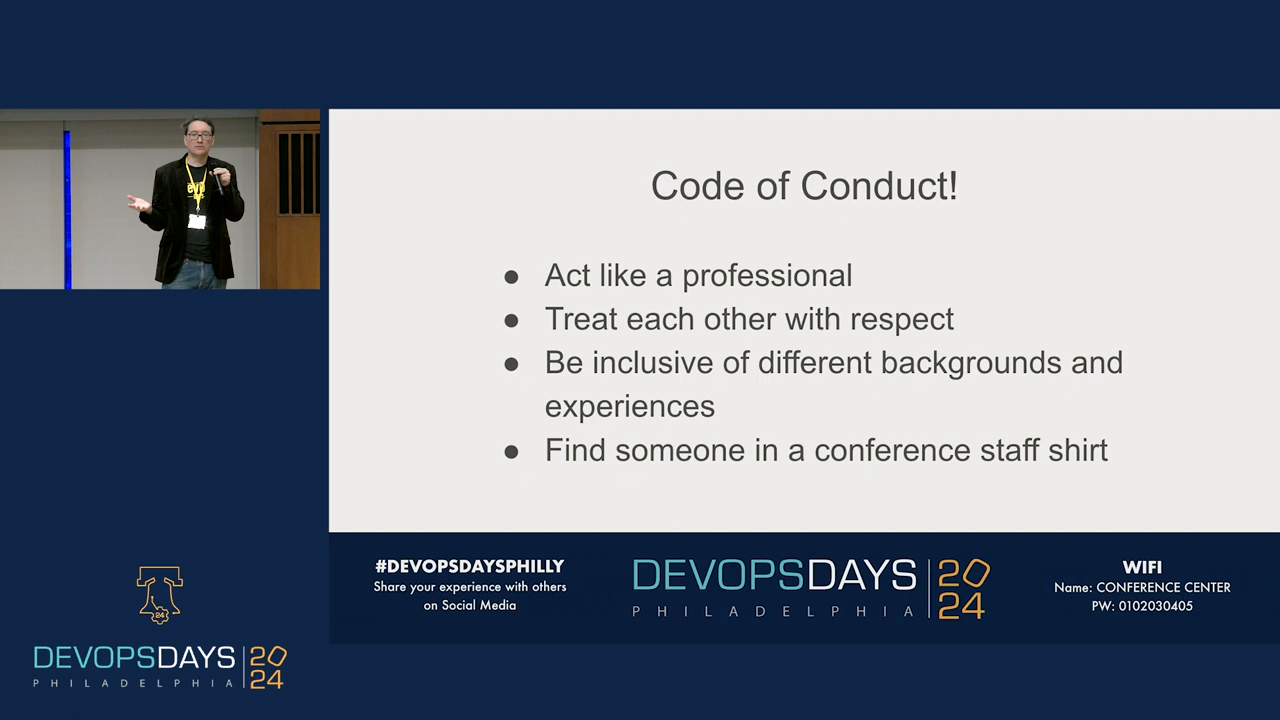 Code of Conduct!
● Act like a professional
● Treat each other with respect
● Be inclusive of different backgrounds and
experiences
● Find someone in a conference staff shirt
#DEVOPSDAYSPHILLY
Share your experience with others
on Social Media
DEVOPSDAYS
PHILADELPHIA
20
24
WIFI
Name: CONFERENCE CENTER
PW: 0102030405
24
DEVOPSDAYS
PHILADELPHIA
20
24